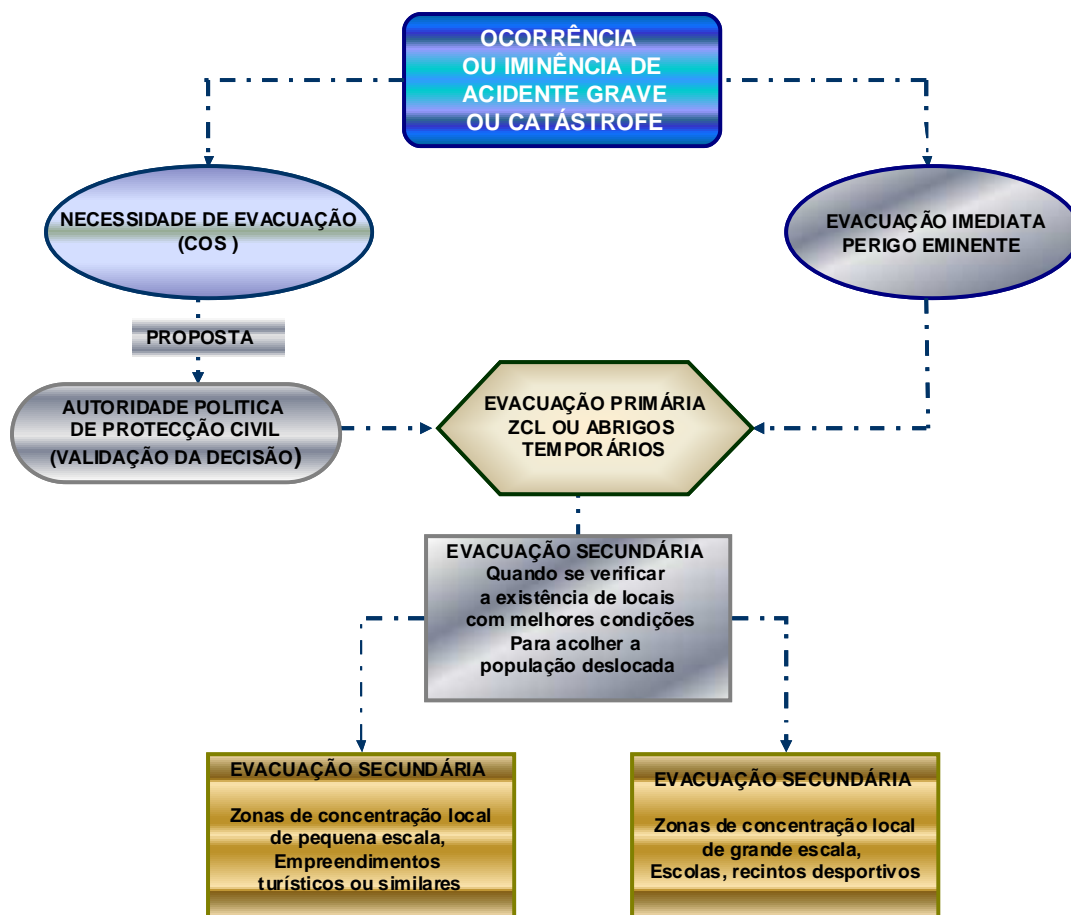 OCORRÊNCIA
OU IMINÊNCIA DE
ACIDENTE GRAVE
OU CATÁSTROFE
NECESSIDADE DE EVACUAÇÃO
(COS )
EVACUAÇÃO IMEDIATA
PERIGO EMINENTE
PROPOSTA
AUTORIDADE POLITICA
DE PROTECÇÃO CIVIL
(VALIDAÇÃO DA DECISÃO)
EVACUAÇÃO PRIMÁRIA
ZCL OU ABRIGOS
TEMPORÁRIOS
EVACUAÇÃO SECUNDÁRIA
Quando se verificar
a existência de locais
com melhores condições
Para acolher a
população deslocada
EVACUAÇÃO SECUNDÁRIA
Zonas de concentração local
de pequena escala,
Empreendimentos
turísticos ou similares
EVACUAÇÃO SECUNDÁRIA
Zonas de concentração local
de grande escala,
Escolas, recintos desportivos